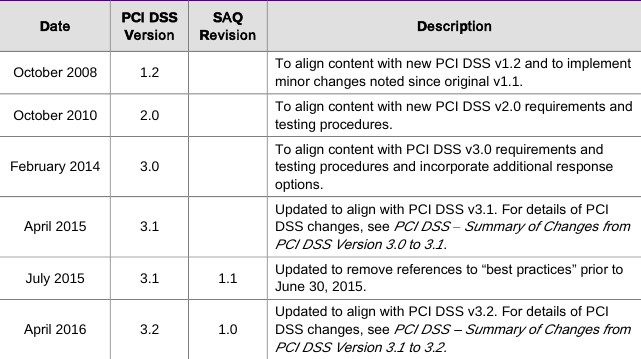 Date PCI DSS Version SAQ Revision Description
October 2008 1.2 To align content with new PCI DSS v1.2 and to implement
minor changes noted since original v1.1.
October 2010 2.0 To align content with new PCI DSS v2.0 requirements and
testing procedures.
February 2014 3.0 To align content with PCI DSS v3.0 requirements and
testing procedures and incorporate additional response
options.
April 2015 3.1 Updated to align with PCI DSS v3.1. For details of PCI
DSS changes, see PCI DSS – Summary of Changes from
PCI DSS Version 3.0 to 3.1.
July 2015 3.1 1.1 Updated to remove references to “best practices” prior to
June 30, 2015.
April 2016 3.2 1.0 Updated to align with PCI DSS v3.2. For details of PCI
DSS changes, see PCI DSS – Summary of Changes from
PCI DSS Version 3.1 to 3.2.